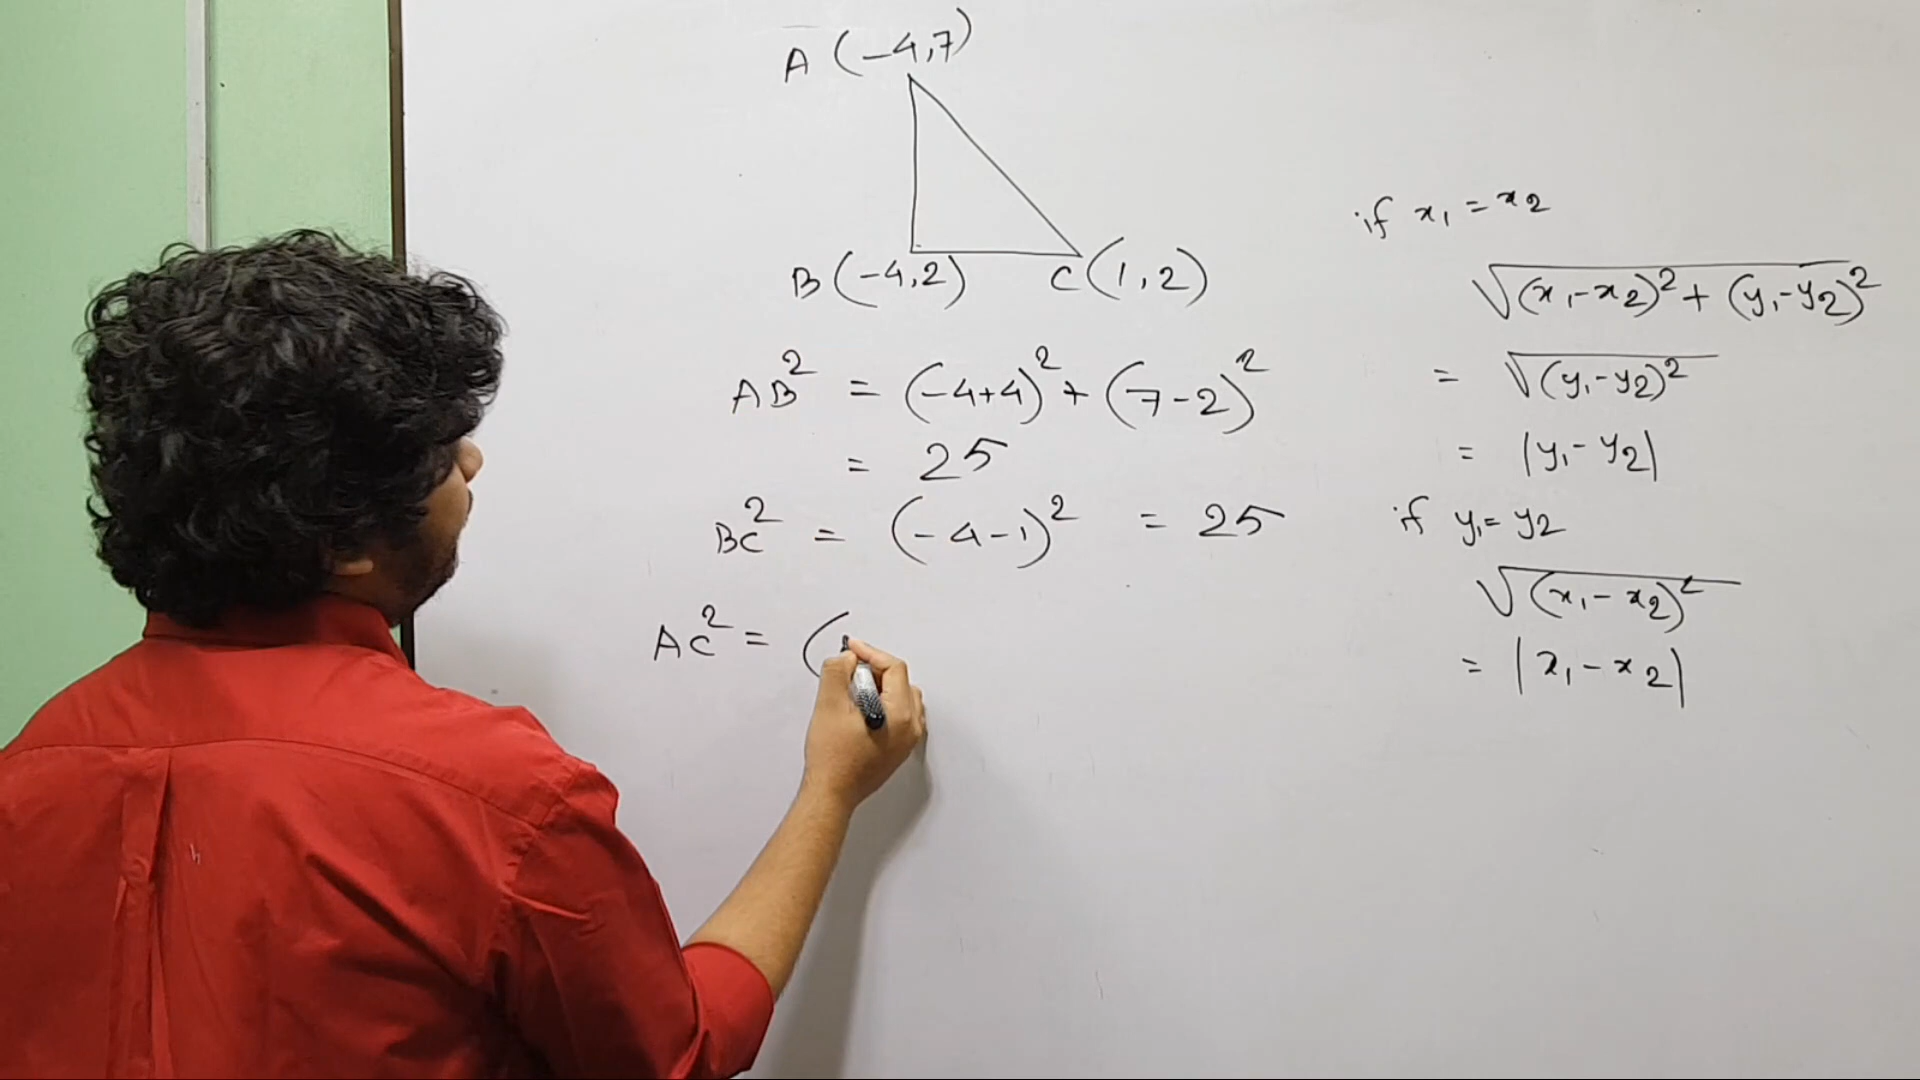 A (-4,7)
B (-4,2) C (1,2)
AB² = (-4+4)² + (7-2)²
= 25
BC² = (-4-1)² = 25
AC² = (
if x₁ = x₂
√(x₁-x₂)² + (y₁-y₂)²
= √(y₁-y₂)²
= |y₁-y₂|
if y₁ = y₂
√(x₁-x₂)²
= |x₁-x₂|